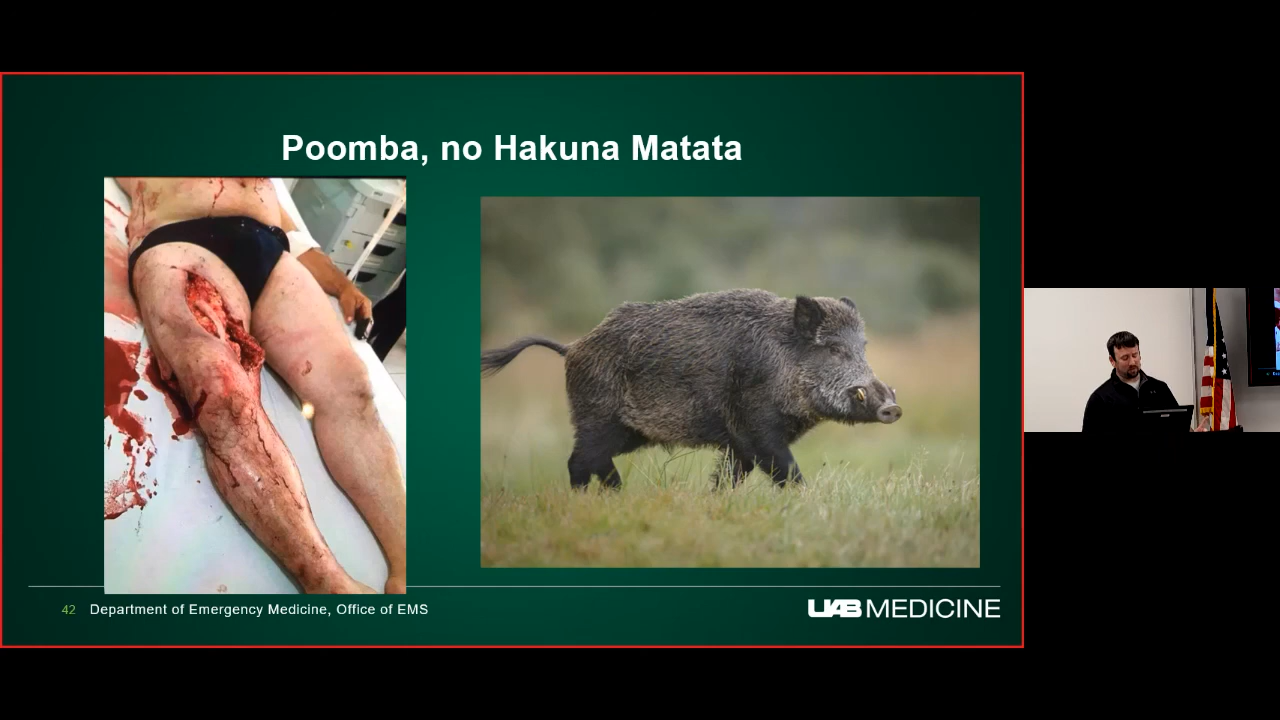 Poomba, no Hakuna Matata
42 Department of Emergency Medicine, Office of EMS
UAB MEDICINE